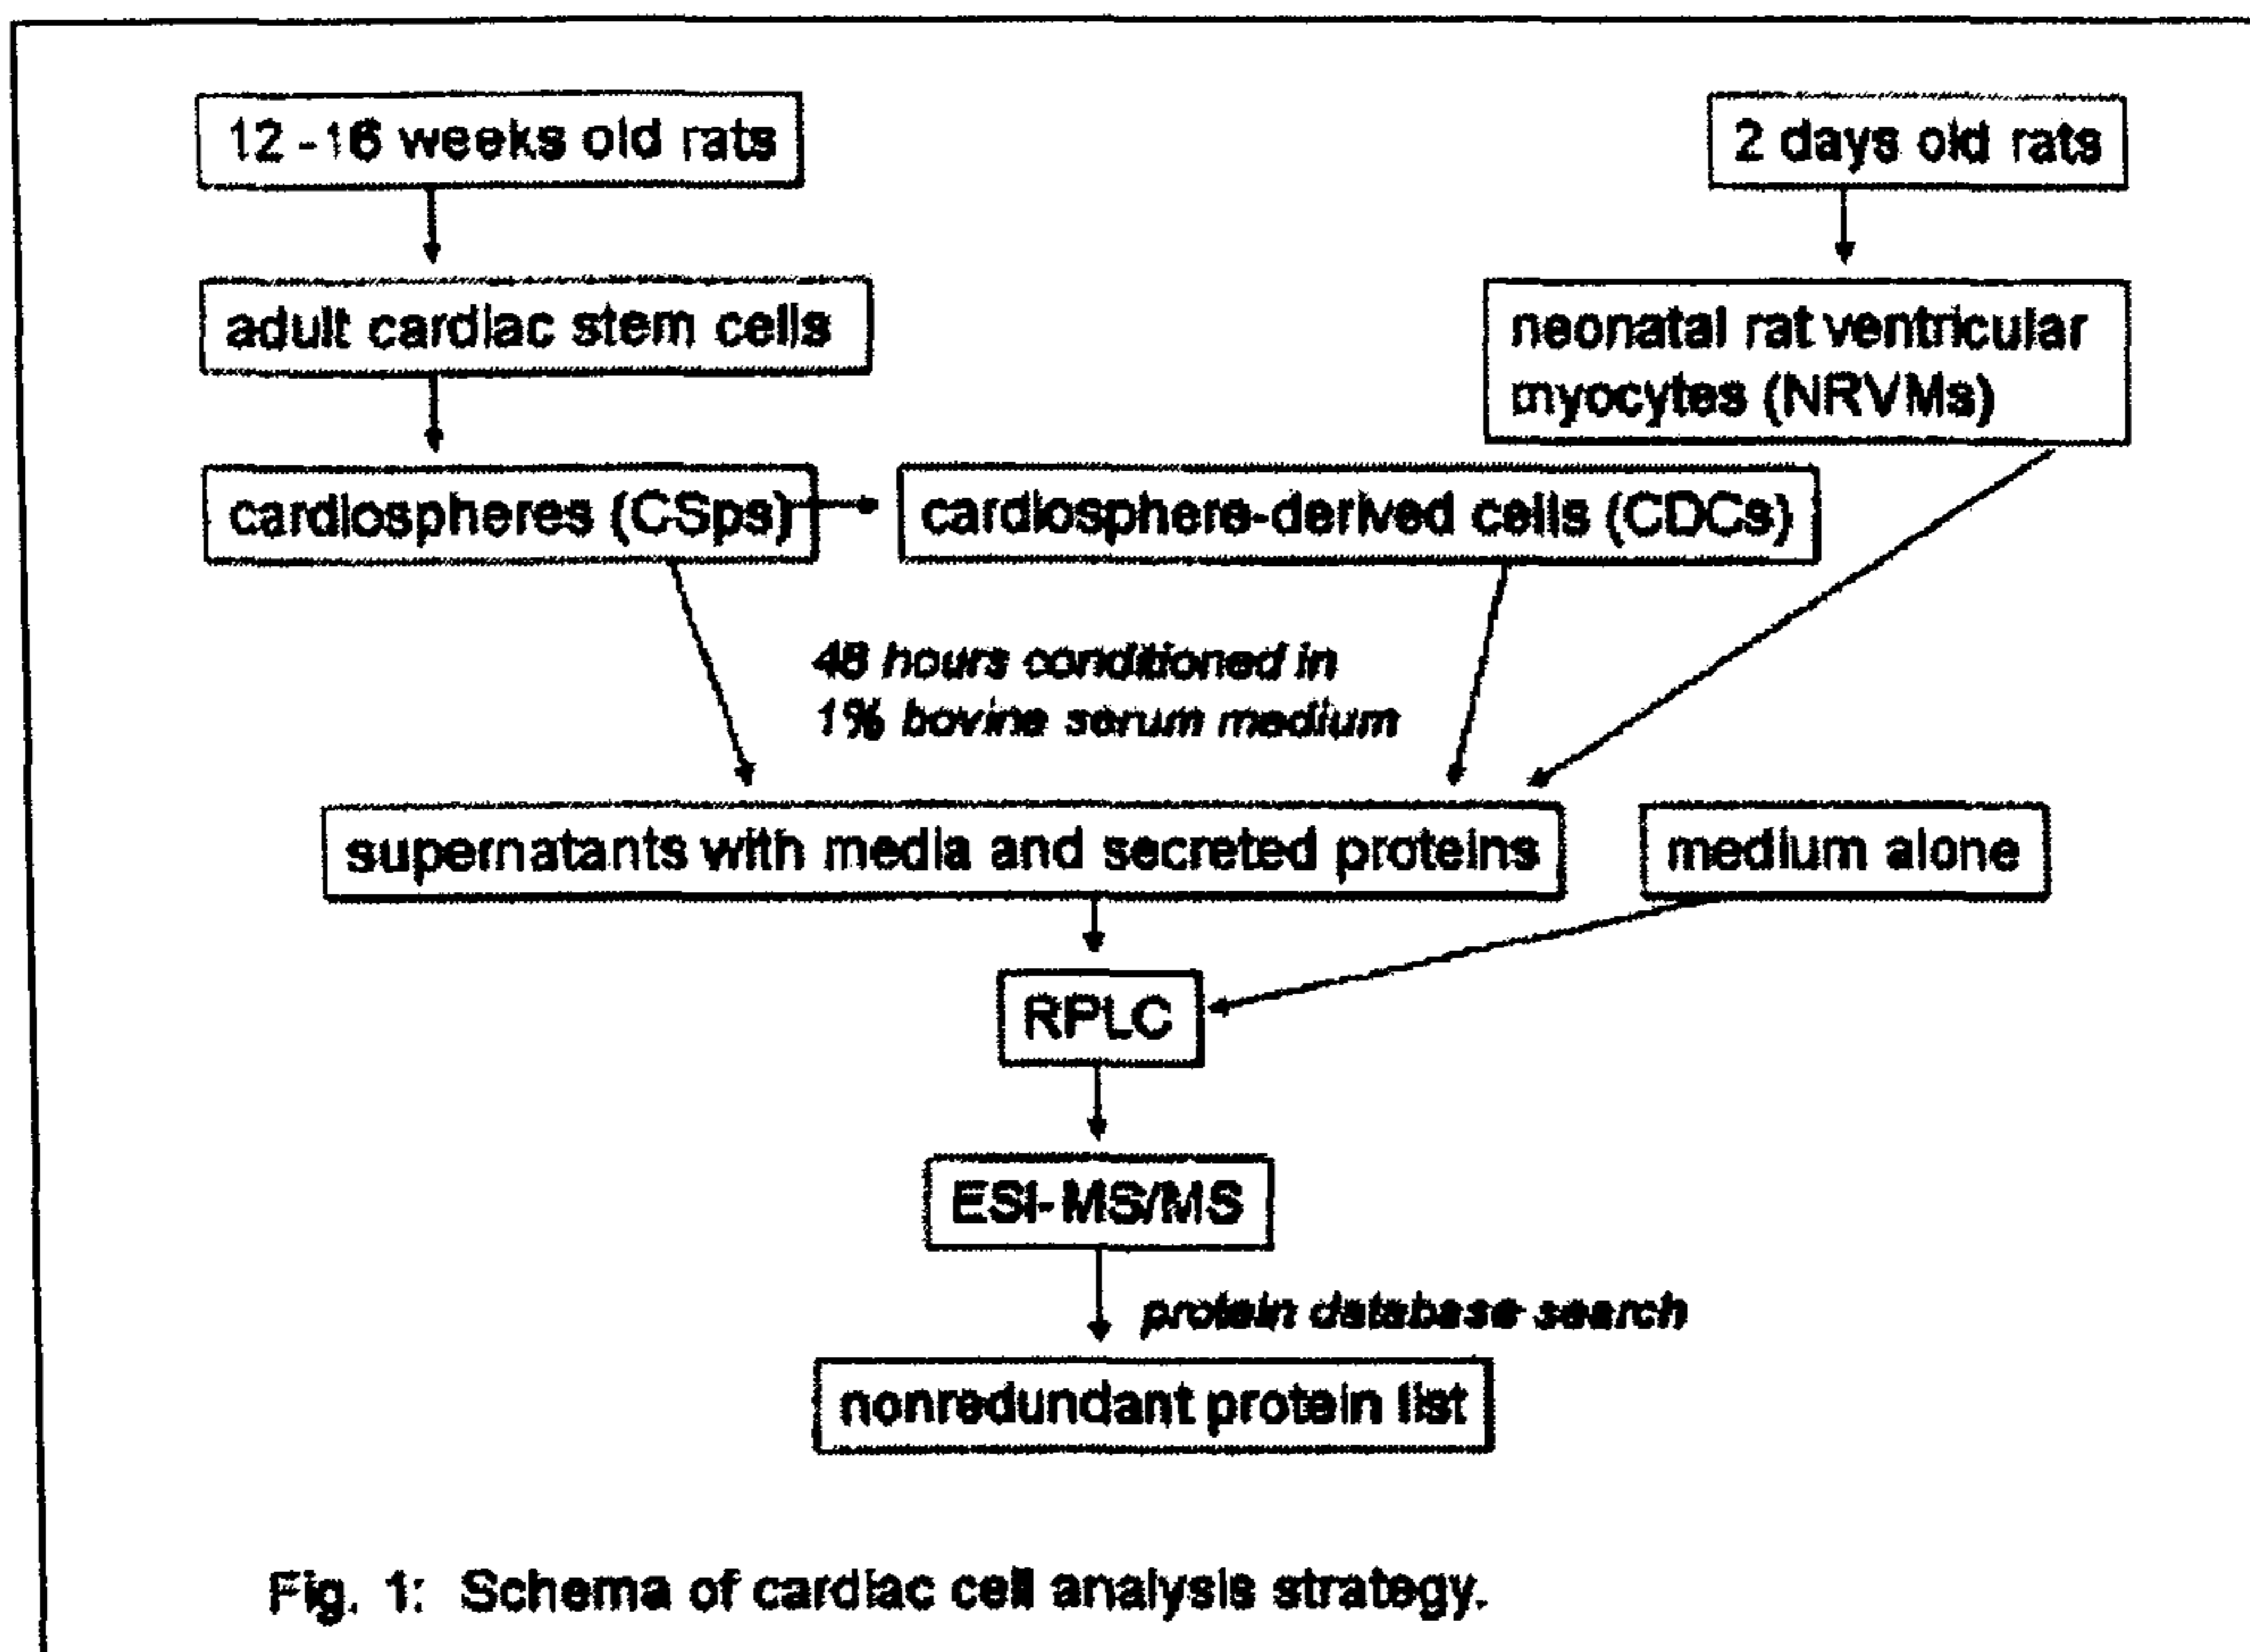 12-16 weeks old rats
2 days old rats
adult cardiac stem cells
neonatal rat ventricular
myocytes (NRVMs)
cardiospheres (CSps)
cardiosphere-derived cells (CDCs)
48 hours conditioned in
1% bovine serum medium
supernatants with media and secreted proteins
medium alone
RPLC
ESI-MS/MS
protein database search
nonredundant protein list
Fig. 1: Schema of cardiac cell analysis strategy.